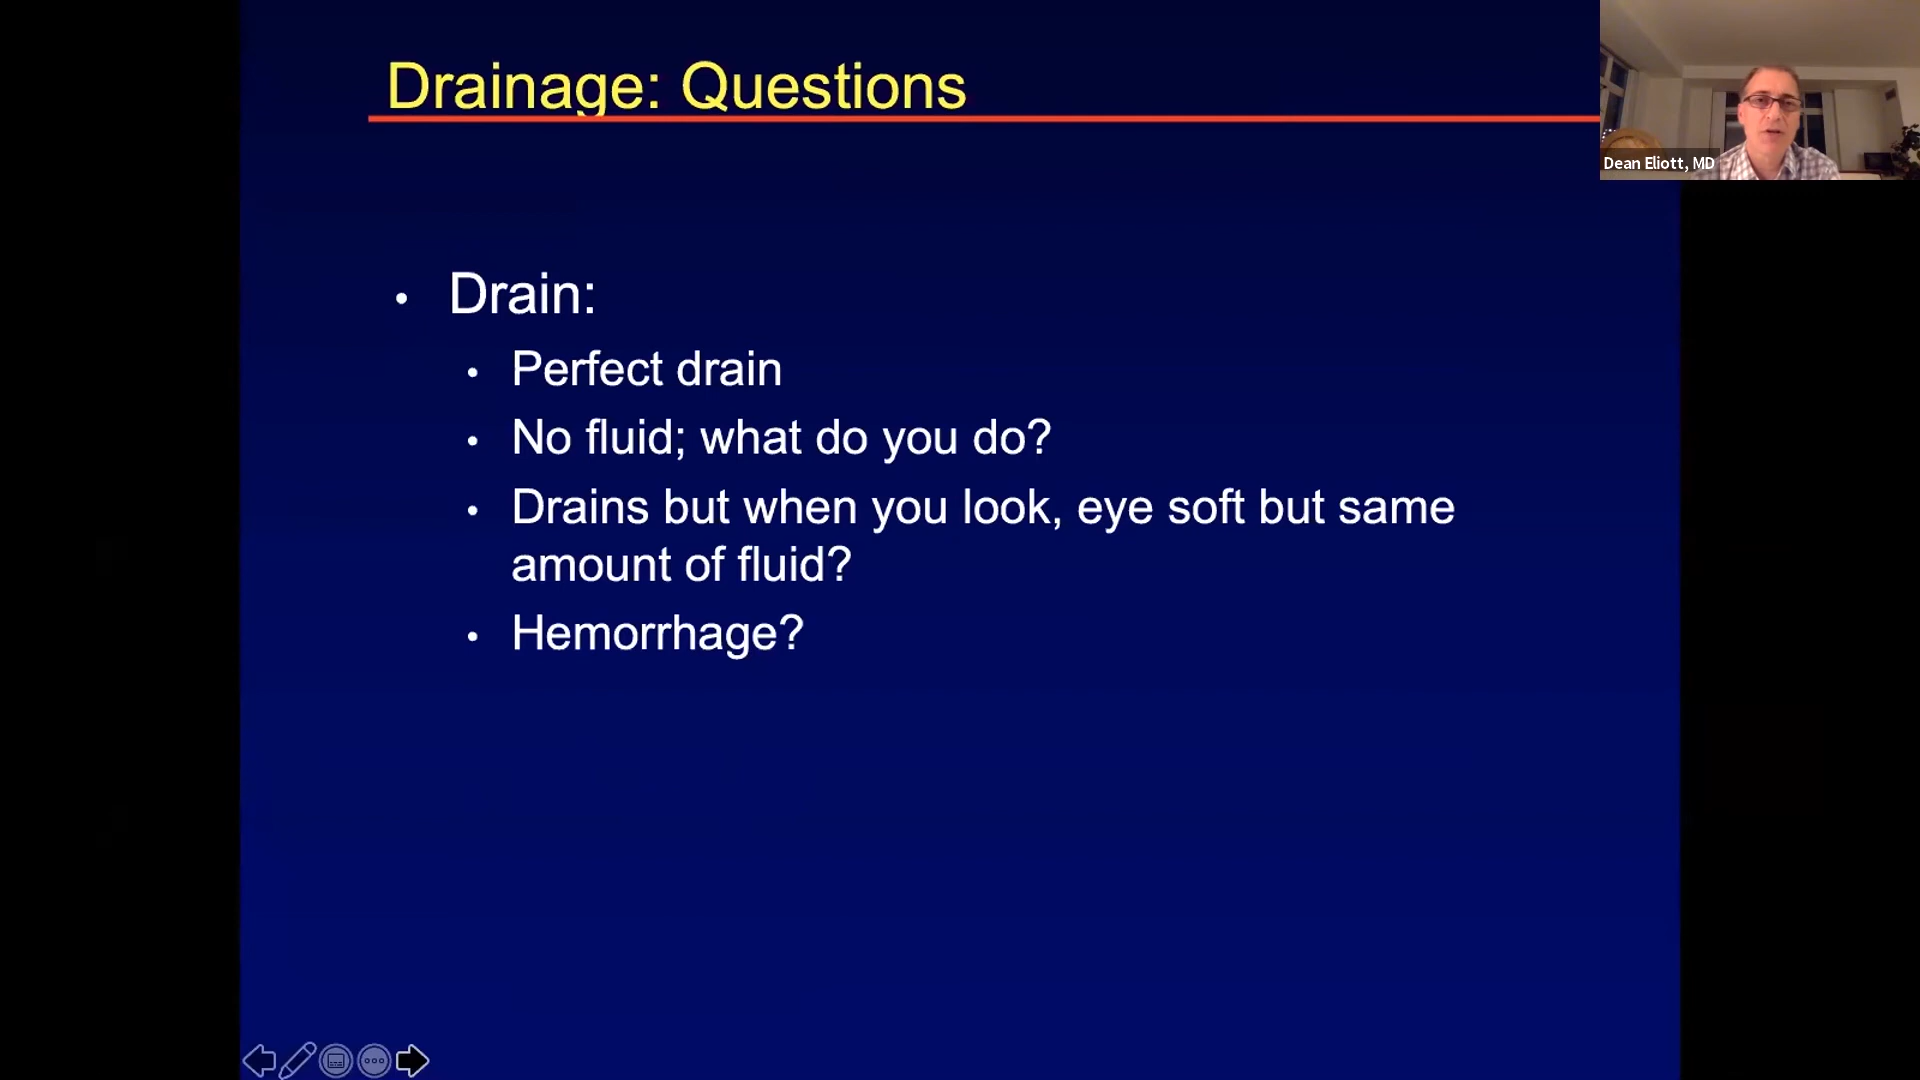 Drainage: Questions
Dean Eliott, MD
• Drain:
• Perfect drain
• No fluid; what do you do?
• Drains but when you look, eye soft but same
amount of fluid?
• Hemorrhage?